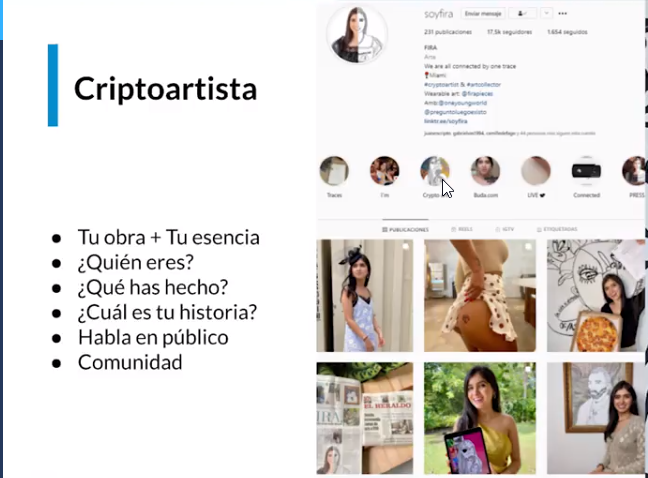 Criptoartista
● Tu obra + Tu esencia
● ¿Quién eres?
● ¿Qué has hecho?
● ¿Cuál es tu historia?
● Habla en público
● Comunidad
soyfira Enviar mensaje
231 publicaciones 17,5k seguidores 1.654 seguidos
FIRA
Arte
We are all connected by one trace
📍Miami
#cryptoartist & #artcollector
Wearable art: @firapieces
Amb:@oneyoungworld
@preguntoluegoexisto
linktr.ee/soyfira
Traces I'm Crypto Buda.com LIVE Connected PRESS
PUBLICACIONES REELS IGTV ETIQUETADAS
EL HERALDO